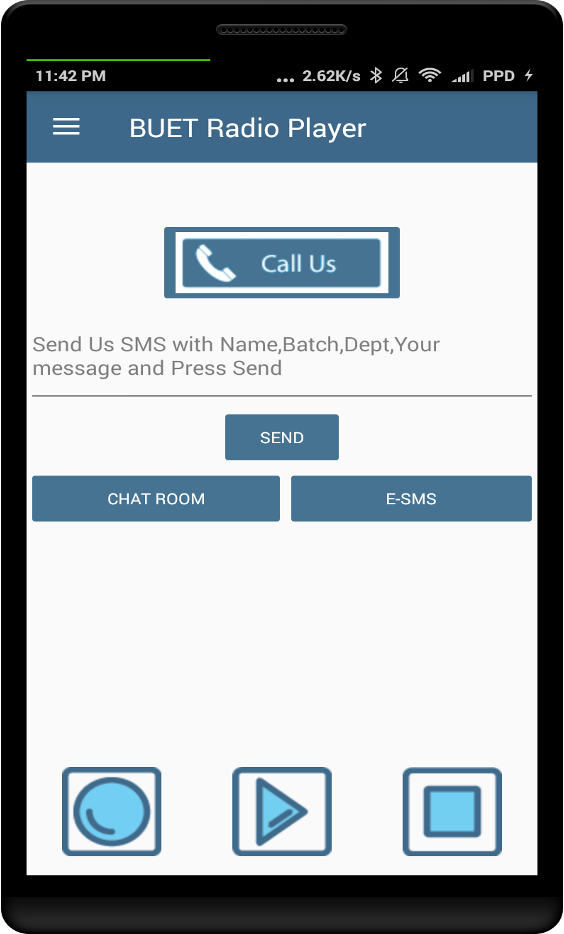 11:42 PM ... 2.62K/s PPD
BUET Radio Player
Call Us
Send Us SMS with Name,Batch,Dept,Your
message and Press Send
SEND
CHAT ROOM E-SMS